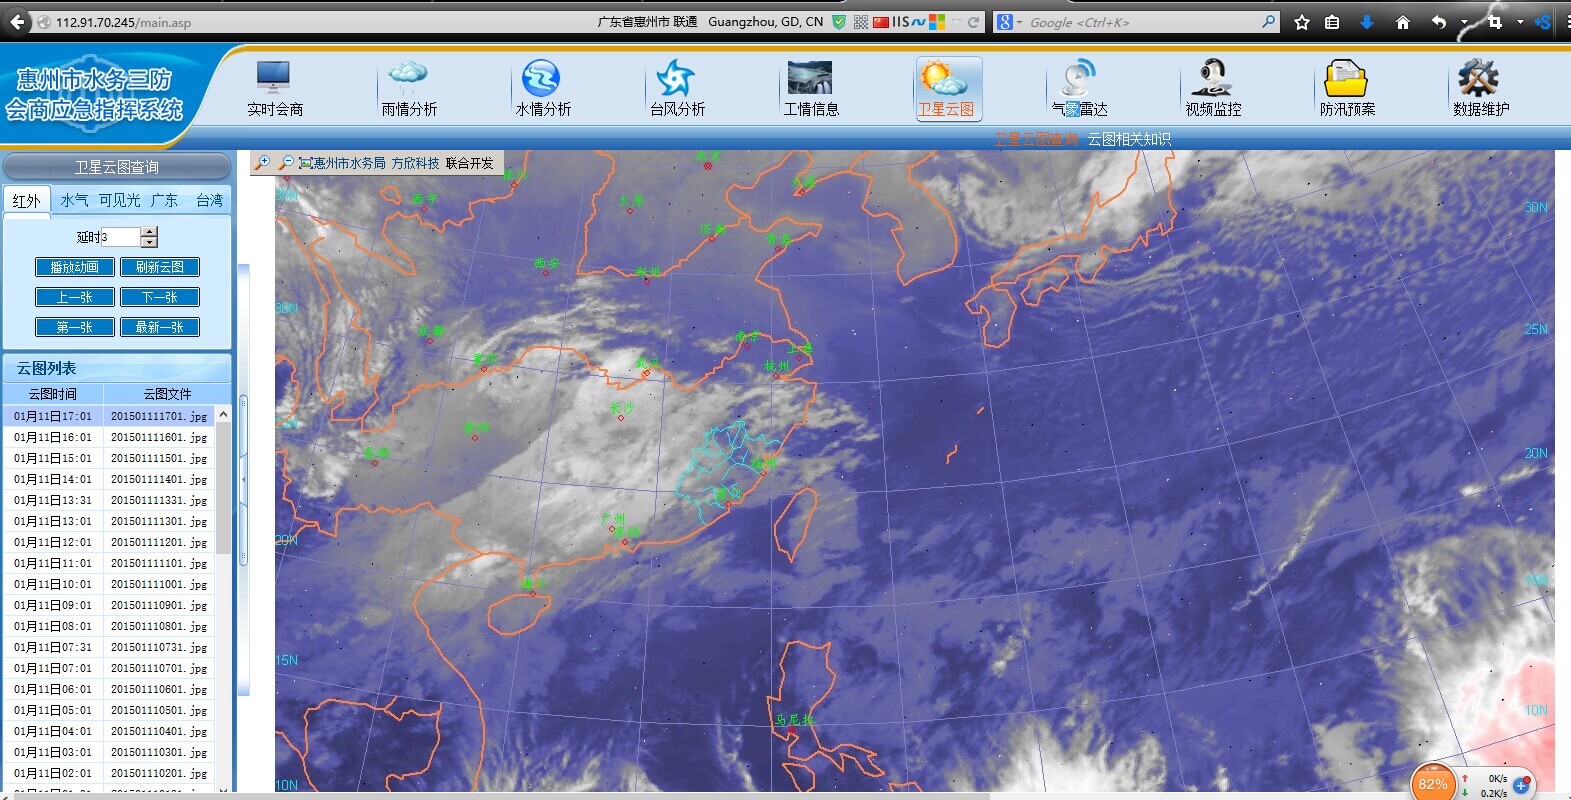 112.91.70.245/main.asp 广东省惠州市 联通 Guangzhou, GD, CN IIS Google <Ctrl+K>
惠州市水务三防
会商应急指挥系统
实时会商 雨情分析 水情分析 台风分析 工情信息 卫星云图 气象雷达 视频监控 防汛预案 数据维护
卫星云图查询 云图相关知识
卫星云图查询
惠州市水务局 方欣科技 联合开发
红外 水气 可见光 广东 台湾
延时3
播放动画 刷新云图
上一张 下一张
第一张 最新一张
云图列表
云图时间 云图文件
01月11日17:01 201501111701.jpg
01月11日16:01 201501111601.jpg
01月11日15:01 201501111501.jpg
01月11日14:01 201501111401.jpg
01月11日13:31 201501111331.jpg
01月11日13:01 201501111301.jpg
01月11日12:01 201501111201.jpg
01月11日11:01 201501111101.jpg
01月11日10:01 201501111001.jpg
01月11日09:01 201501110901.jpg
01月11日08:01 201501110801.jpg
01月11日07:31 201501110731.jpg
01月11日07:01 201501110701.jpg
01月11日06:01 201501110601.jpg
01月11日05:01 201501110501.jpg
01月11日04:01 201501110401.jpg
01月11日03:01 201501110301.jpg
01月11日02:01 201501110201.jpg
西宁
太原
济南
青岛
西安
郑州
成都
重庆
武汉
南京
上海
杭州
长沙
广州
马尼拉
30N
25N
20N
10N
30N
20N
15N
10N
82%
0K/s
0.2K/s